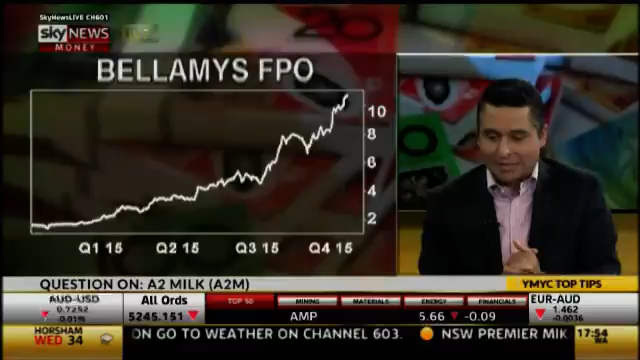 SkyNewsLIVE CH601
sky NEWS
MONEY
BELLAMYS FPO
10
8
6
4
2
Q1 15 Q2 15 Q3 15 Q4 15
QUESTION ON: A2 MILK (A2M)
YMYC TOP TIPS
AUD-USD
0.01%
All Ords
5245.151
TOP 50 MINING MATERIALS ENERGY FINANCIALS
AMP 5.66 -0.09
EUR-AUD
1.462
-0.0036
HORSHAM
WED 34
ON GO TO WEATHER ON CHANNEL 603.
NSW PREMIER MIK
17:54